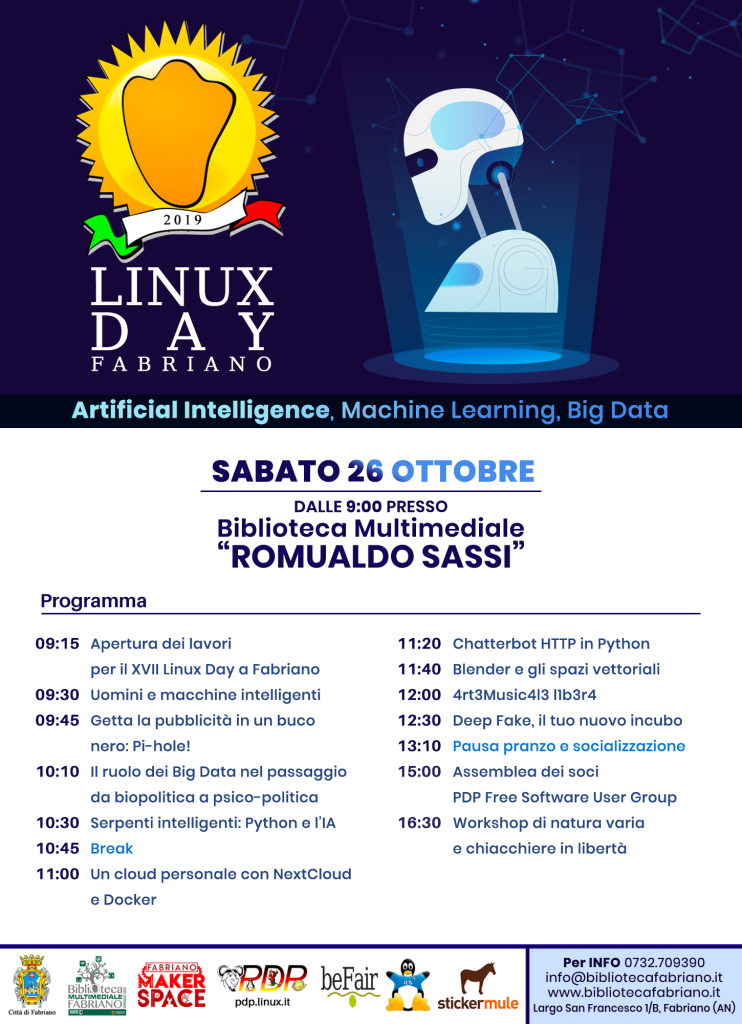 2019
LINUX
DAY
FABRIANO
Artificial Intelligence, Machine Learning, Big Data
SABATO 26 OTTOBRE
DALLE 9:00 PRESSO
Biblioteca Multimediale
“ROMUALDO SASSI”
Programma
09:15 Apertura dei lavori
per il XVII Linux Day a Fabriano
09:30 Uomini e macchine intelligenti
09:45 Getta la pubblicità in un buco
nero: Pi-hole!
10:10 Il ruolo dei Big Data nel passaggio
da biopolitica a psico-politica
10:30 Serpenti intelligenti: Python e l’IA
10:45 Break
11:00 Un cloud personale con NextCloud
e Docker
11:20 Chatterbot HTTP in Python
11:40 Blender e gli spazi vettoriali
12:00 4rt3Music4l3 l1b3r4
12:30 Deep Fake, il tuo nuovo incubo
13:10 Pausa pranzo e socializzazione
15:00 Assemblea dei soci
PDP Free Software User Group
16:30 Workshop di natura varia
e chiacchiere in libertà
Città di Fabriano
Biblioteca
MULTIMEDIALE
FABRIANO
FABRIANO
MAKER
SPACE
PDP
pdp.linux.it
beFair
ILS
stickermule
Per INFO 0732.709390
info@bibliotecafabriano.it
www.bibliotecafabriano.it
Largo San Francesco 1/B, Fabriano (AN)